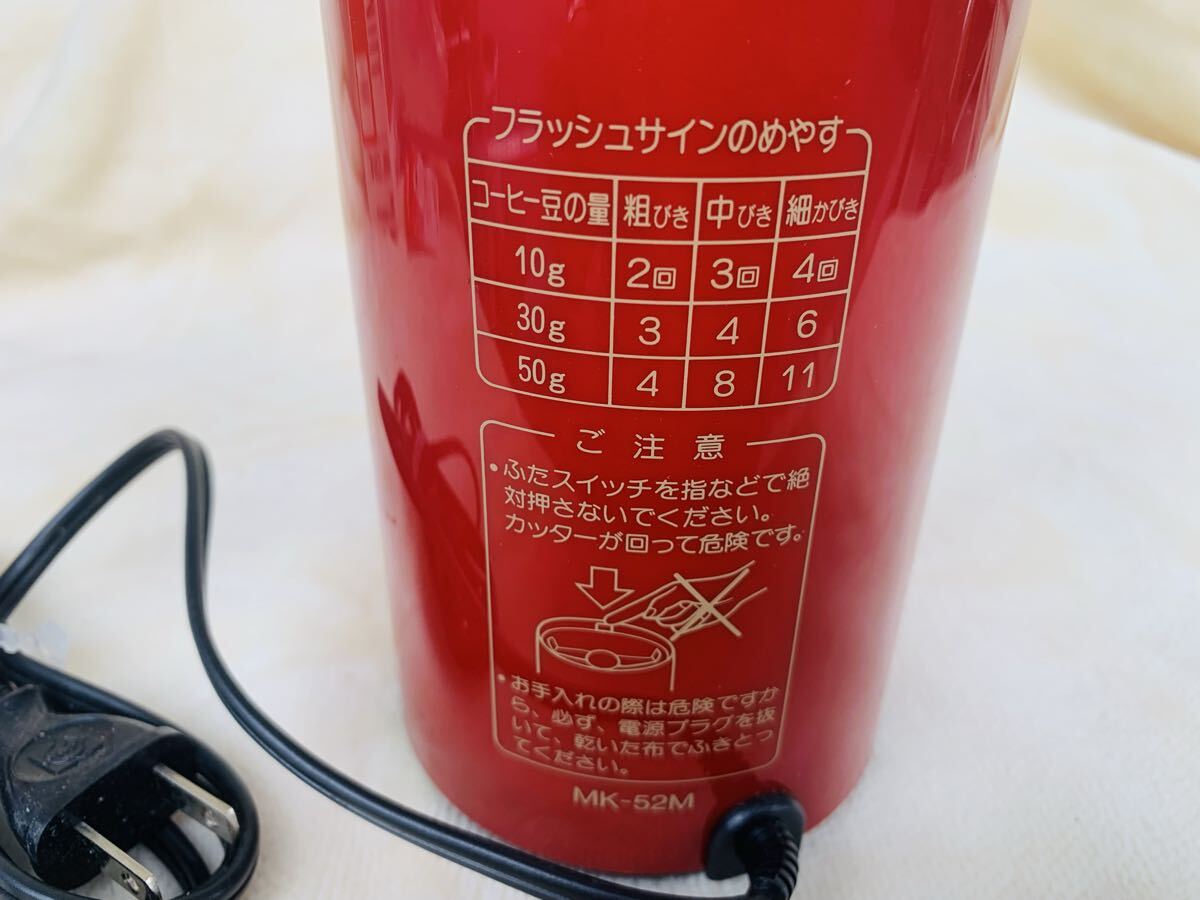 フラッシュサインのめやす
コーヒー豆の量 粗びき 中びき 細かびき
10g 2回 3回 4回
30g 3 4 6
50g 4 8 11
ご注意
・ふたスイッチを指などで絶
対押さないでください。
カッターが回って危険です。
・お手入れの際は危険ですか
ら、必ず、電源プラグを抜
いて、乾いた布でふきとっ
てください。
MK-52M